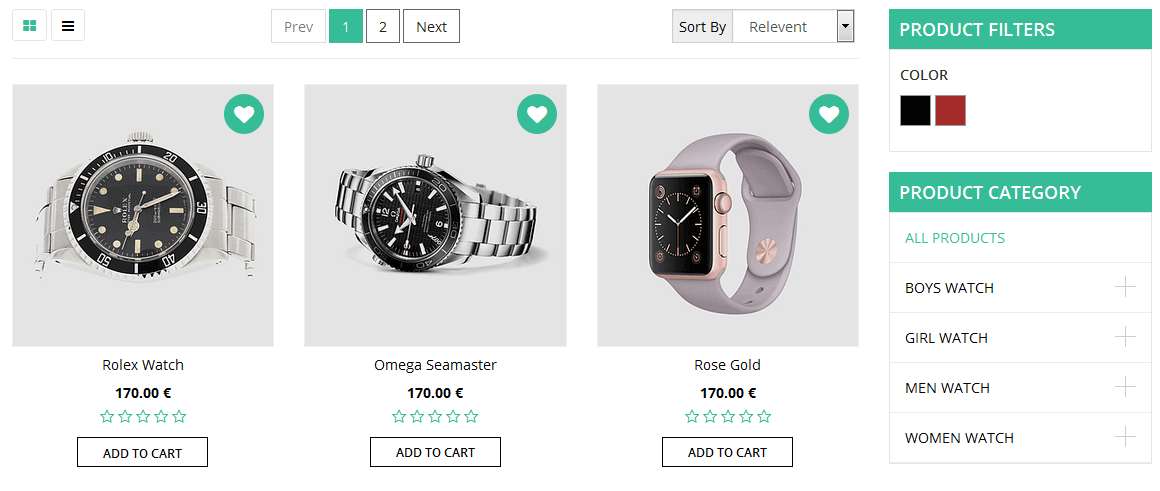 Prev 1 2 Next
Sort By Relevent
Rolex Watch
170.00 €
ADD TO CART
Omega Seamaster
170.00 €
ADD TO CART
Rose Gold
170.00 €
ADD TO CART
PRODUCT FILTERS
COLOR
PRODUCT CATEGORY
ALL PRODUCTS
BOYS WATCH
GIRL WATCH
MEN WATCH
WOMEN WATCH